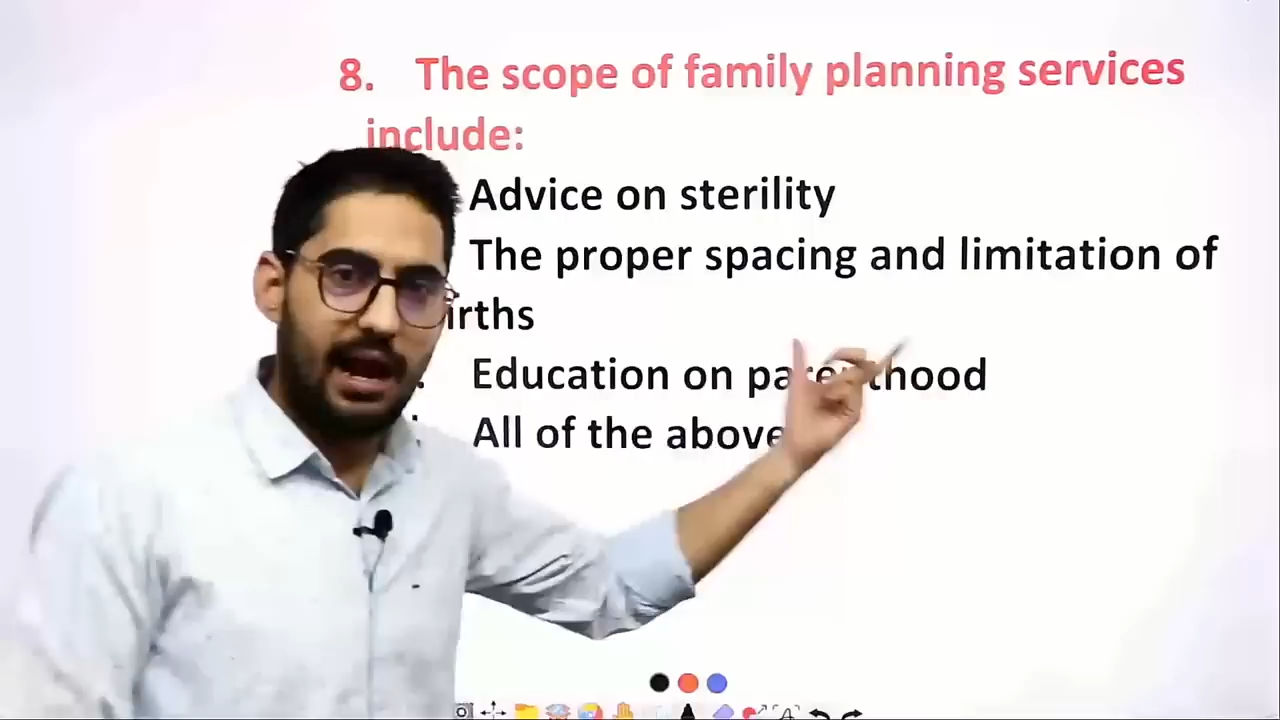 8. The scope of family planning services
include:
Advice on sterility
The proper spacing and limitation of
irths
Education on parenthood
All of the above